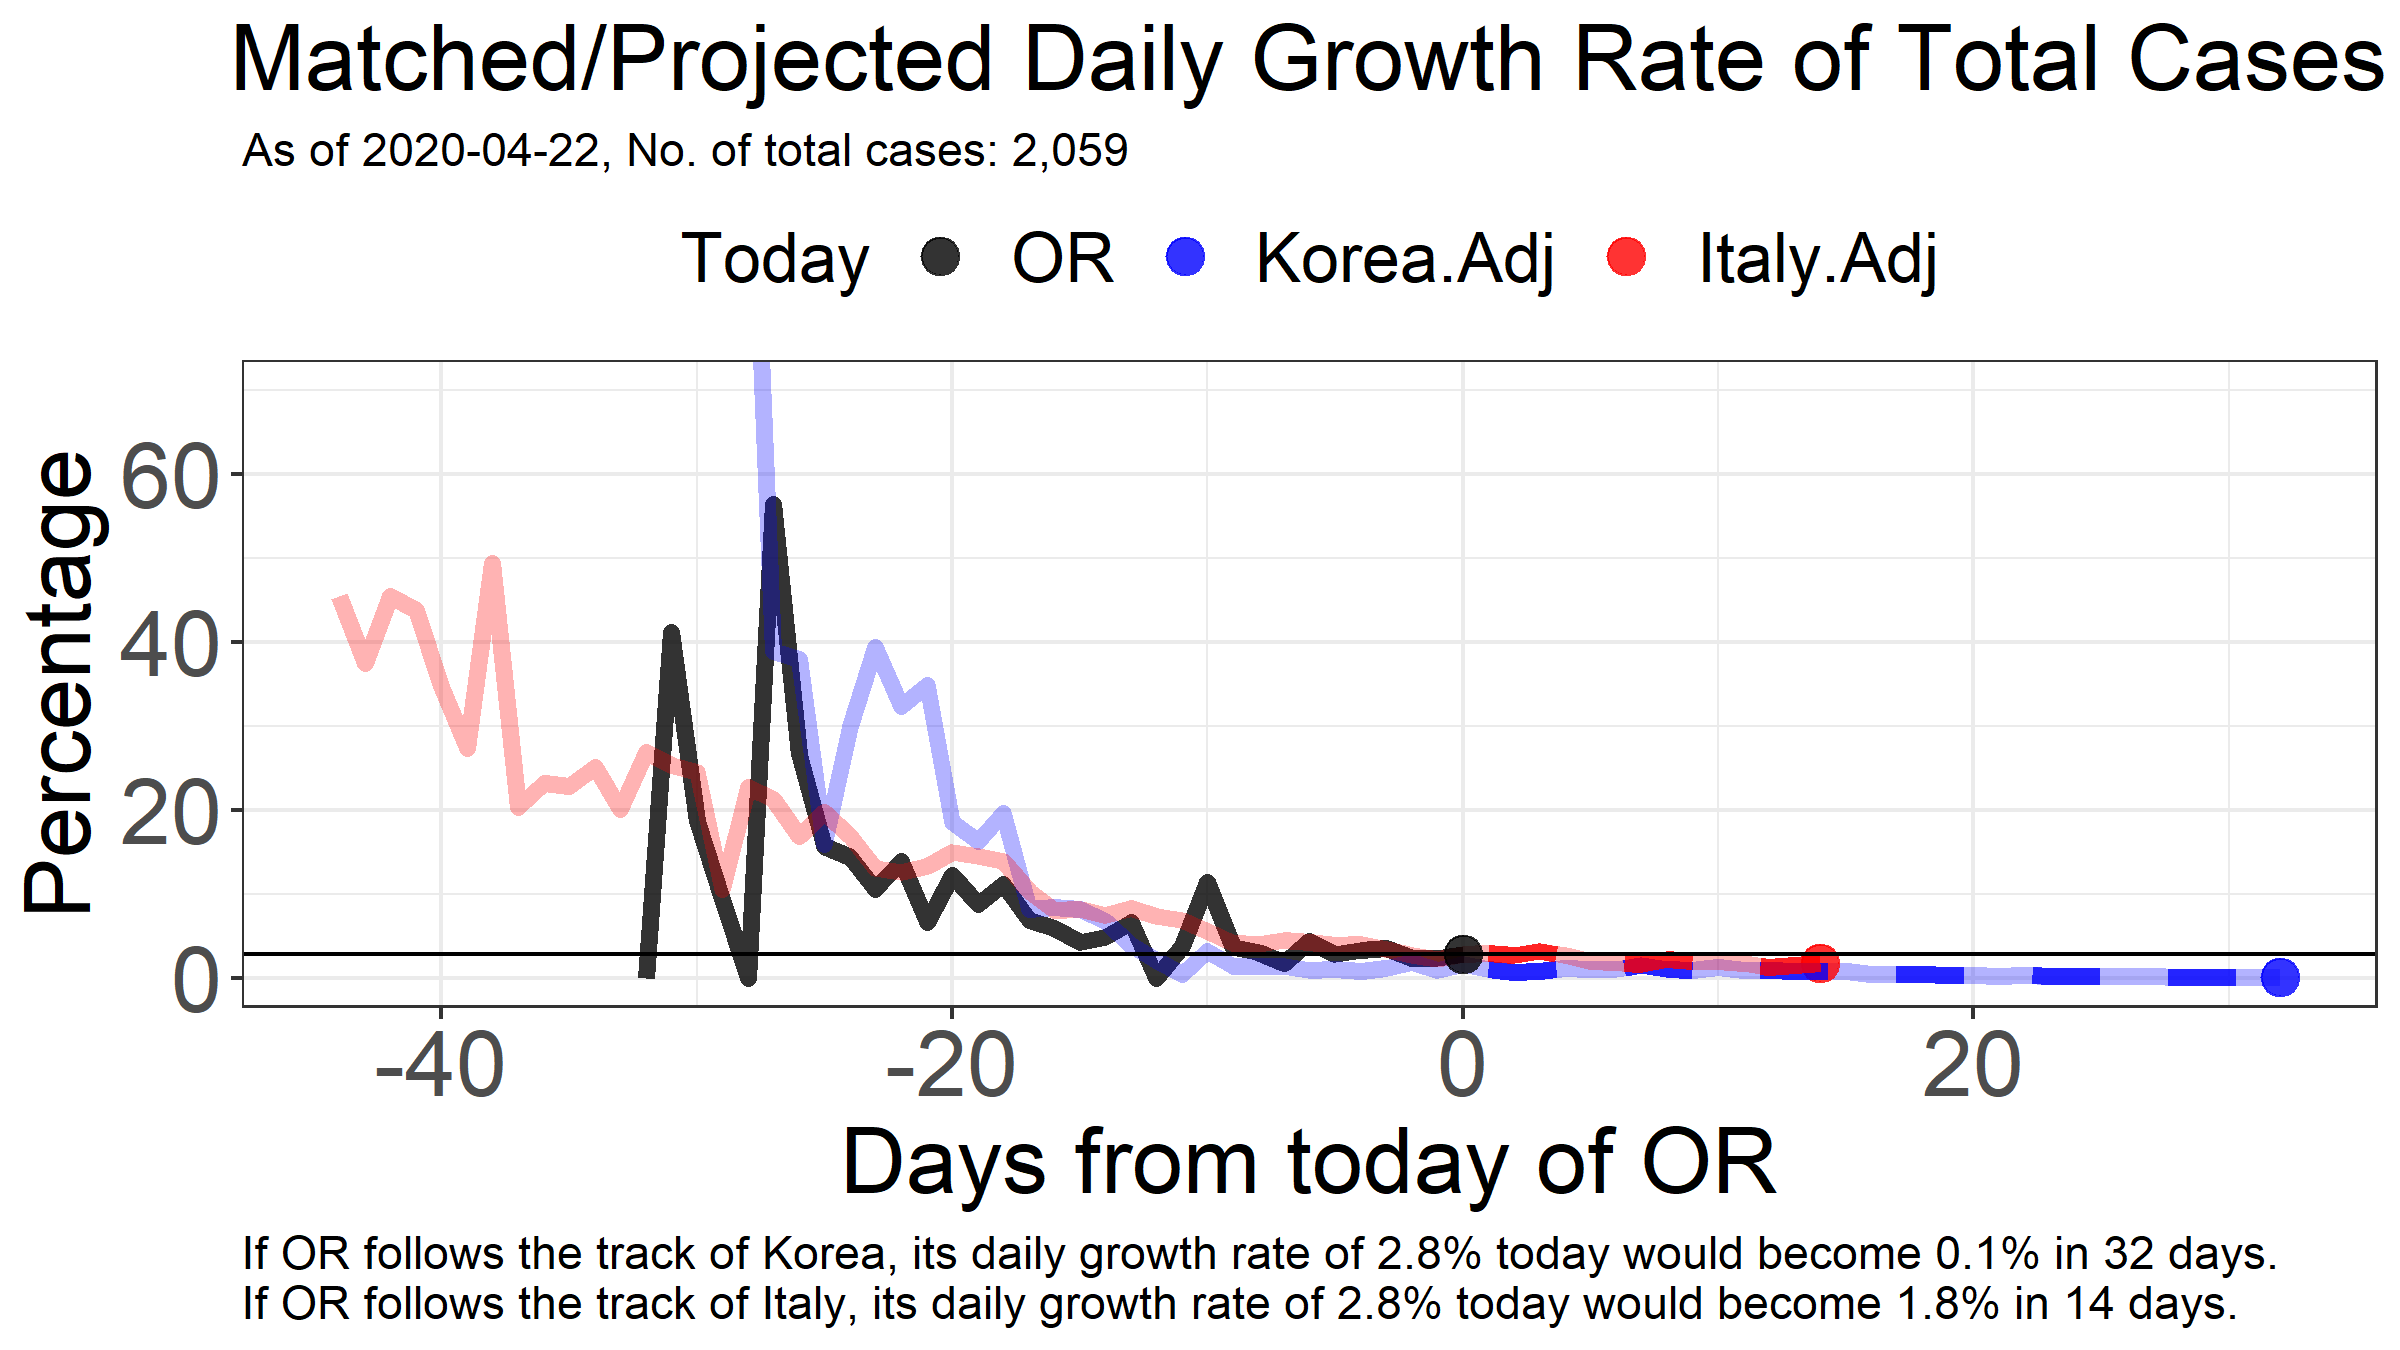 Matched/Projected Daily Growth Rate of Total Cases
As of 2020-04-22, No. of total cases: 2,059
Today OR Korea.Adj Italy.Adj
Percentage
60
40
20
0
-40 -20 0 20
Days from today of OR
If OR follows the track of Korea, its daily growth rate of 2.8% today would become 0.1% in 32 days.
If OR follows the track of Italy, its daily growth rate of 2.8% today would become 1.8% in 14 days.